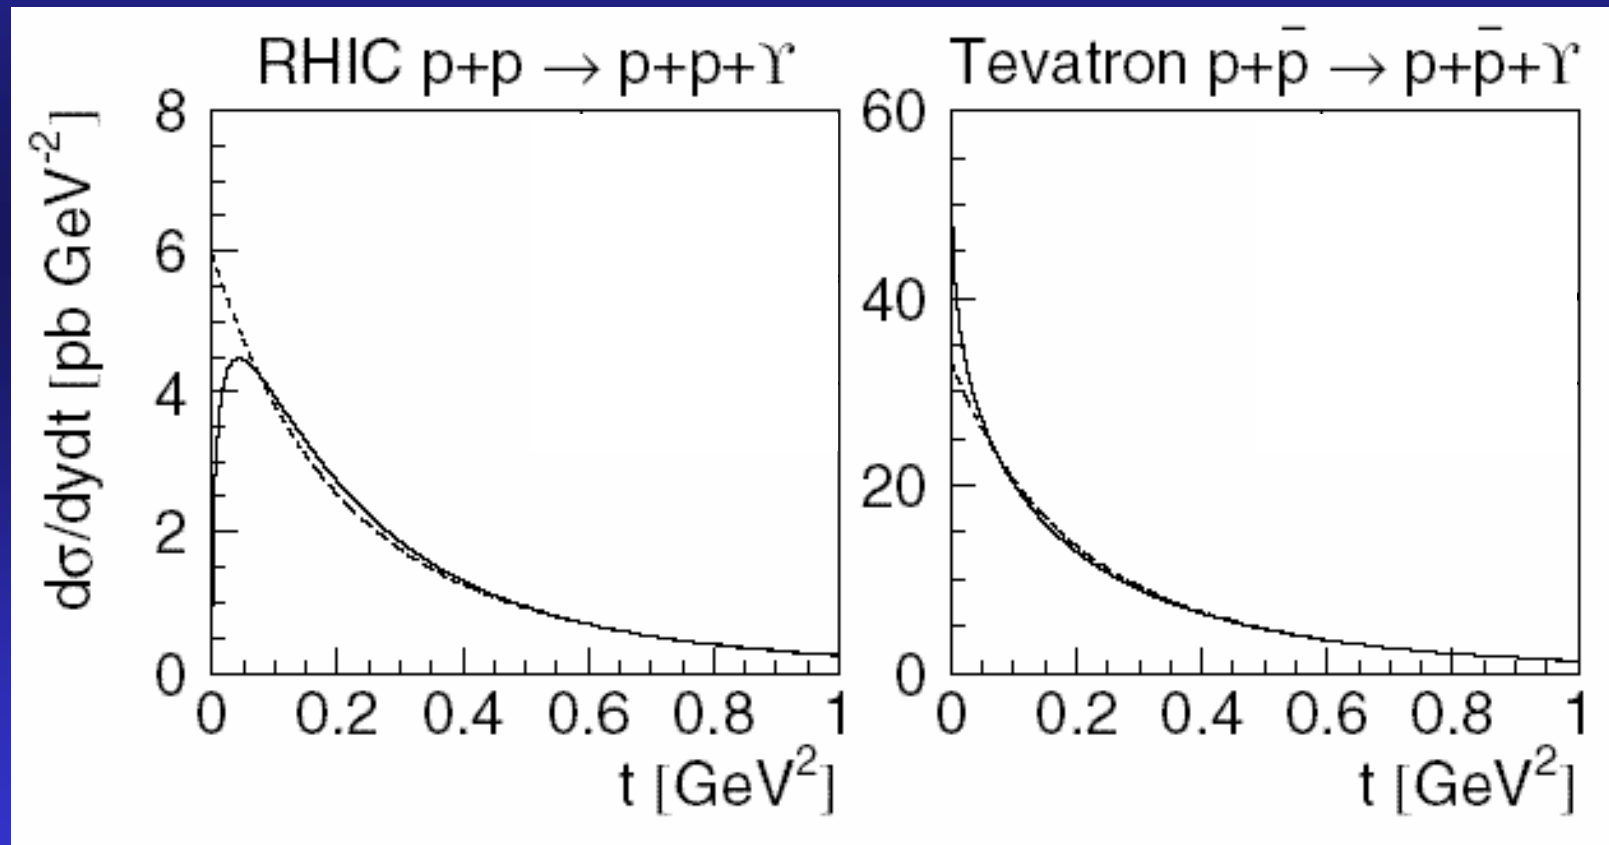 RHIC p+p → p+p+ϒ
dσ/dydt [pb GeV⁻²]
8
6
4
2
0
0 0.2 0.4 0.6 0.8 1
t [GeV²]
Tevatron p+p̄ → p+p̄+ϒ
60
40
20
0
0 0.2 0.4 0.6 0.8 1
t [GeV²]